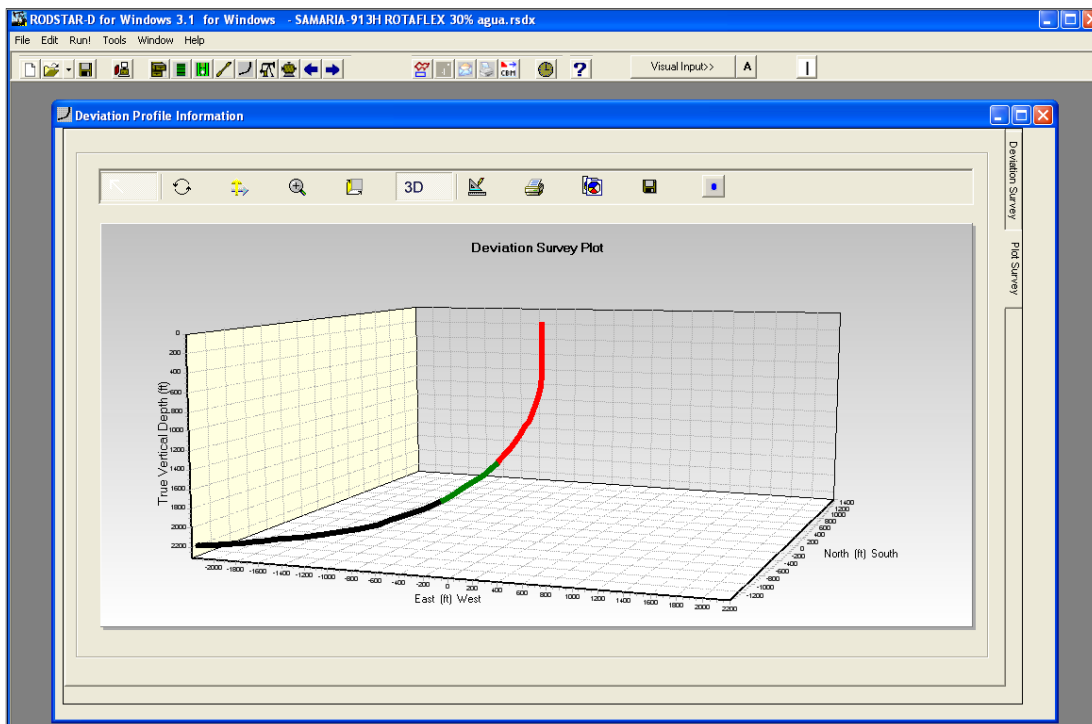 RODSTAR-D for Windows 3.1 for Windows - SAMARIA-913H ROTAFLEX 30% agua.rsdx
File Edit Run! Tools Window Help
CBM ? Visual Input>> A
Deviation Profile Information
Deviation Survey
Plot Survey
3D
Deviation Survey Plot
True Vertical Depth (ft)
0
200
400
600
800
1000
1200
1400
1600
1800
2000
2200
-2000 -1800 -1600 -1400 -1200 -1000 -800 -600 -400 -200 0 200 400 600 800 1000 1200 1400 1600 1800 2000 2200
East (ft) West
1400
1200
1000
800
600
400
200
0
-200
-400
-600
-800
-1000
-1200
North (ft) South